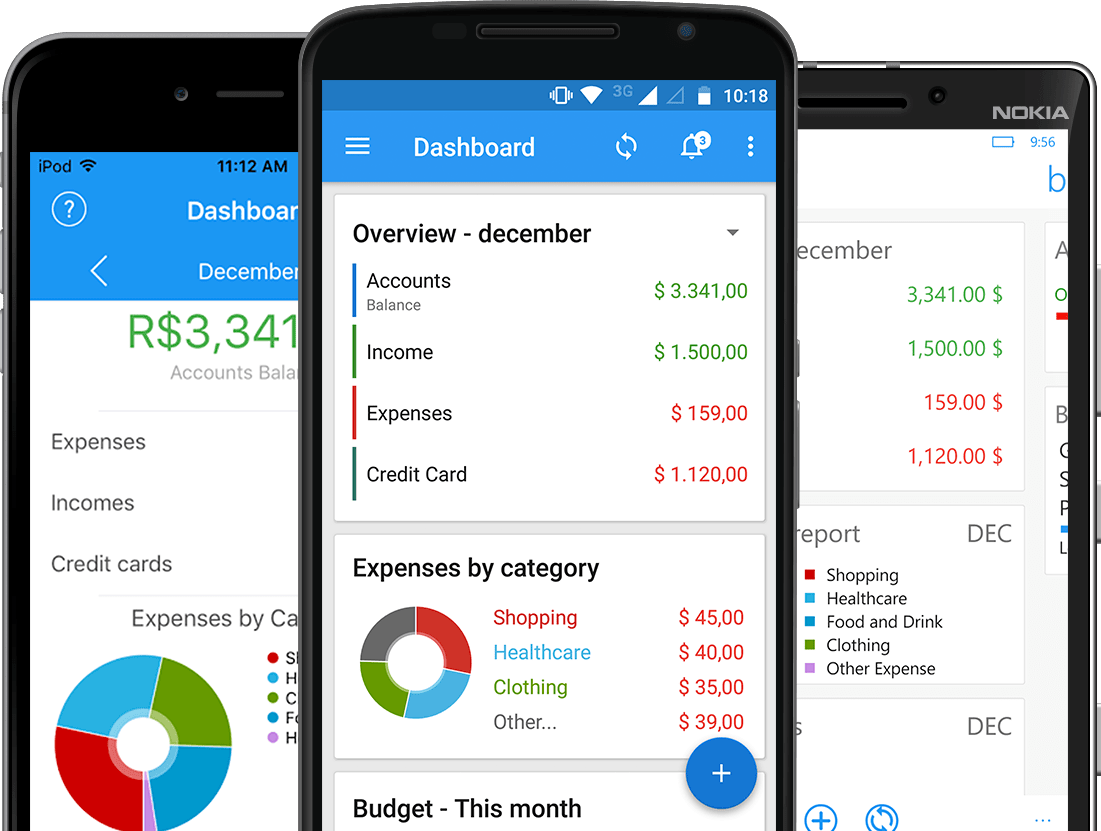 iPod
11:12 AM
?
Dashboar
December
R$3,341
Accounts Bala
Expenses
Incomes
Credit cards
Expenses by Ca
S
H
C
Fo
H
3G
10:18
Dashboard
3
Overview - december
Accounts
$ 3.341,00
Balance
Income
$ 1.500,00
Expenses
$ 159,00
Credit Card
$ 1.120,00
Expenses by category
Shopping
$ 45,00
Healthcare
$ 40,00
Clothing
$ 35,00
Other...
$ 39,00
+
Budget - This month
NOKIA
9:56
b
ecember
3,341.00 $
1,500.00 $
159.00 $
1,120.00 $
report
DEC
Shopping
Healthcare
Food and Drink
Clothing
Other Expense
s
DEC
...
A
B
S
P
L